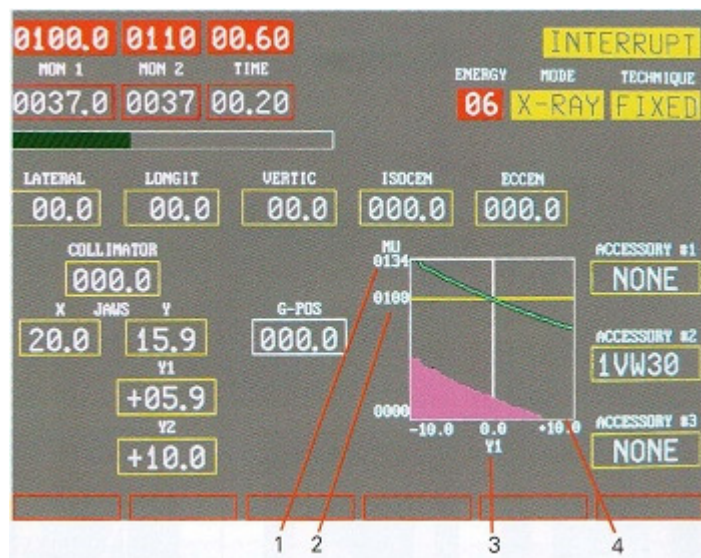 0100.0 0110 00.60 INTERRUPT
MON 1 MON 2 TIME ENERGY MODE TECHNIQUE
0037.0 0037 00.20 06 X-RAY FIXED
LATERAL LONGIT VERTIC ISOCEN ECCEN
00.0 00.0 00.0 000.0 000.0
COLLIMATOR
000.0
X JAWS Y G-POS
20.0 15.9 000.0
Y1
+05.9
Y2
+10.0
MU
0134
0100
0000
-10.0 0.0 +10.0
Y1
ACCESSORY #1
NONE
ACCESSORY #2
1VW30
ACCESSORY #3
NONE
1 2 3 4